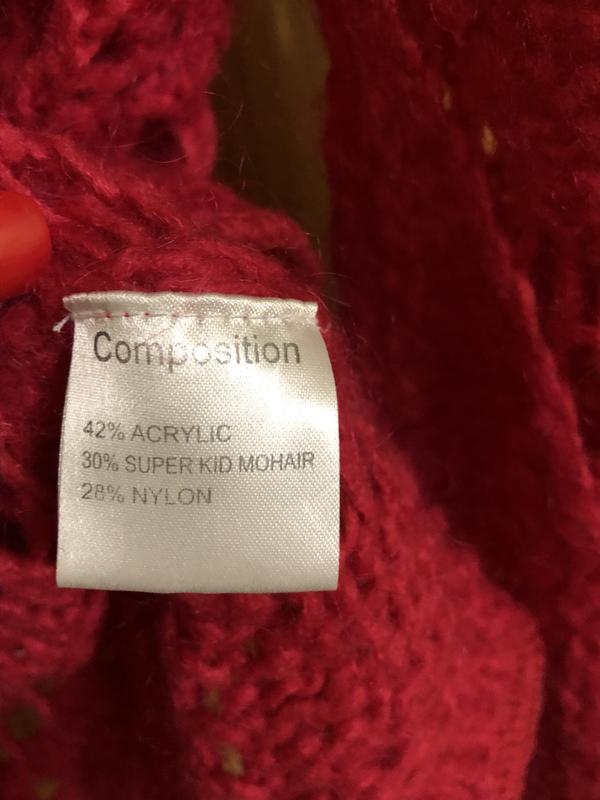 Composition
42% ACRYLIC
30% SUPER KID MOHAIR
28% NYLON